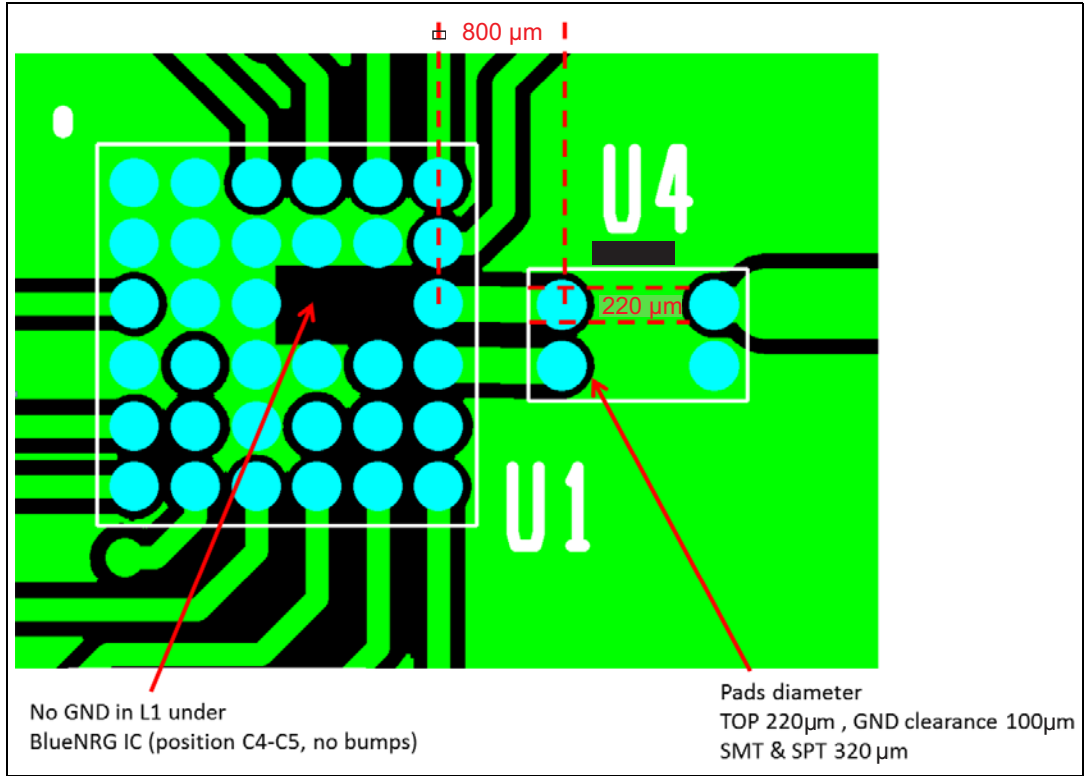 800 µm
U4
220 µm
U1
No GND in L1 under
BlueNRG IC (position C4-C5, no bumps)
Pads diameter
TOP 220µm , GND clearance 100µm
SMT & SPT 320 µm